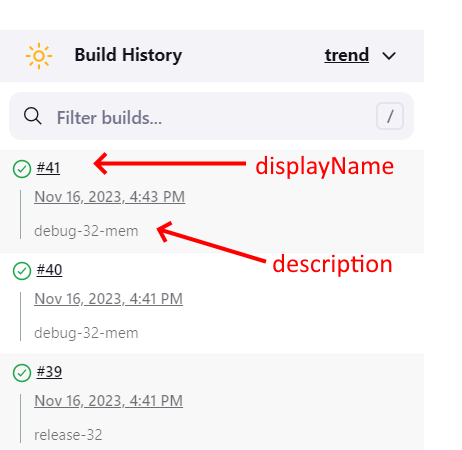 Build History trend
Filter builds... /
#41 displayName
Nov 16, 2023, 4:43 PM
debug-32-mem
description
#40
Nov 16, 2023, 4:41 PM
debug-32-mem
#39
Nov 16, 2023, 4:41 PM
release-32